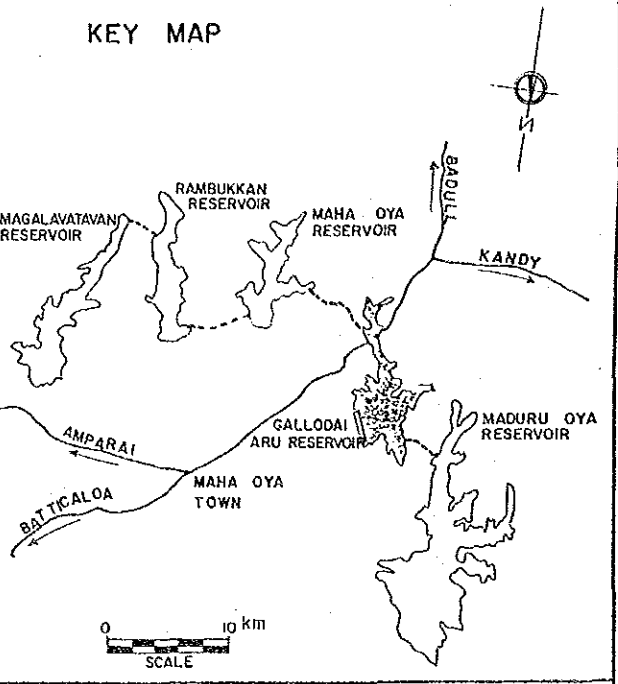 KEY MAP
N
BADULL
KANDY
RAMBUKKAN
RESERVOIR
MAGALAVATAVAN
RESERVOIR
MAHA OYA
RESERVOIR
GALLODAI
ARU RESERVOIR
MADURU OYA
RESERVOIR
AMPARAI
MAHA OYA
TOWN
BATTICALOA
0 10 km
SCALE